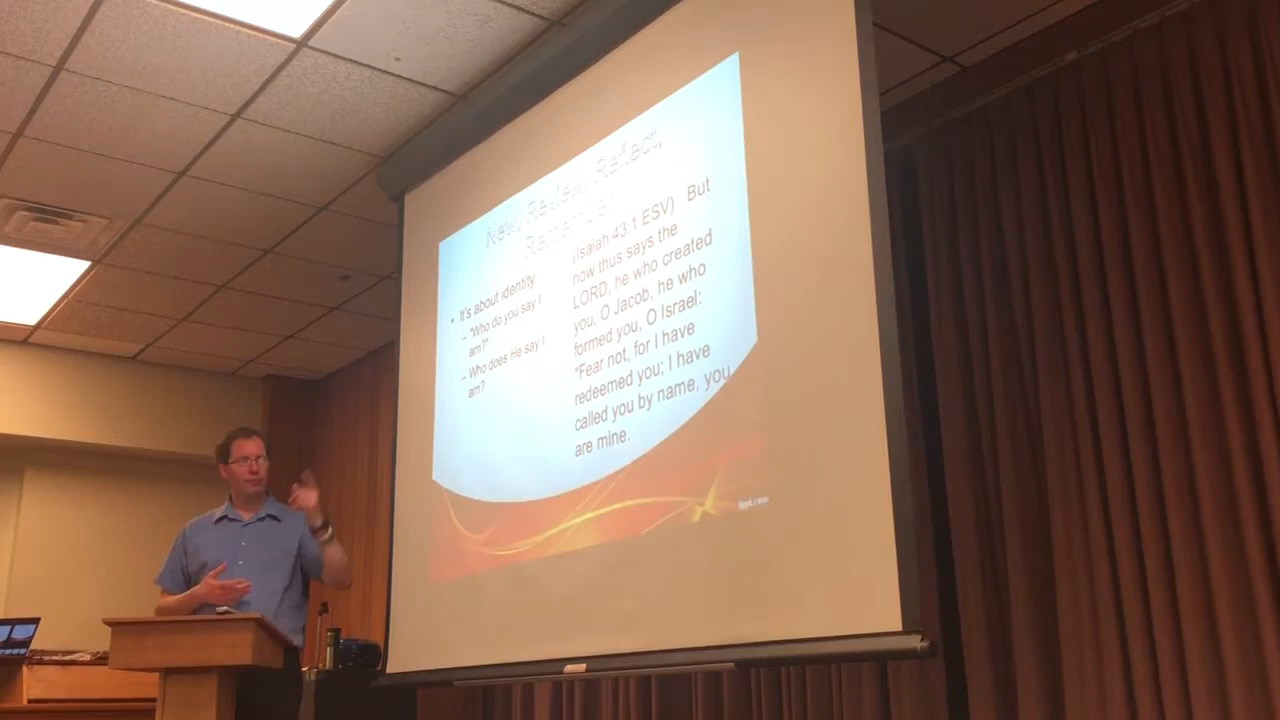 New, Review, Reflect,
Remember
• It's about identity
– "Who do you say I
am?"
– Who does He say I
am?
(Isaiah 43:1 ESV) But
now thus says the
LORD, he who created
you, O Jacob, he who
formed you, O Israel:
"Fear not, for I have
redeemed you; I have
called you by name, you
are mine.
fppt.com